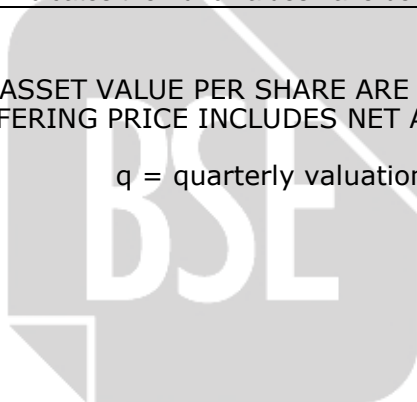 ASSET VALUE PER SHARE ARE
FERING PRICE INCLUDES NET A
q = quarterly valuation
BSE